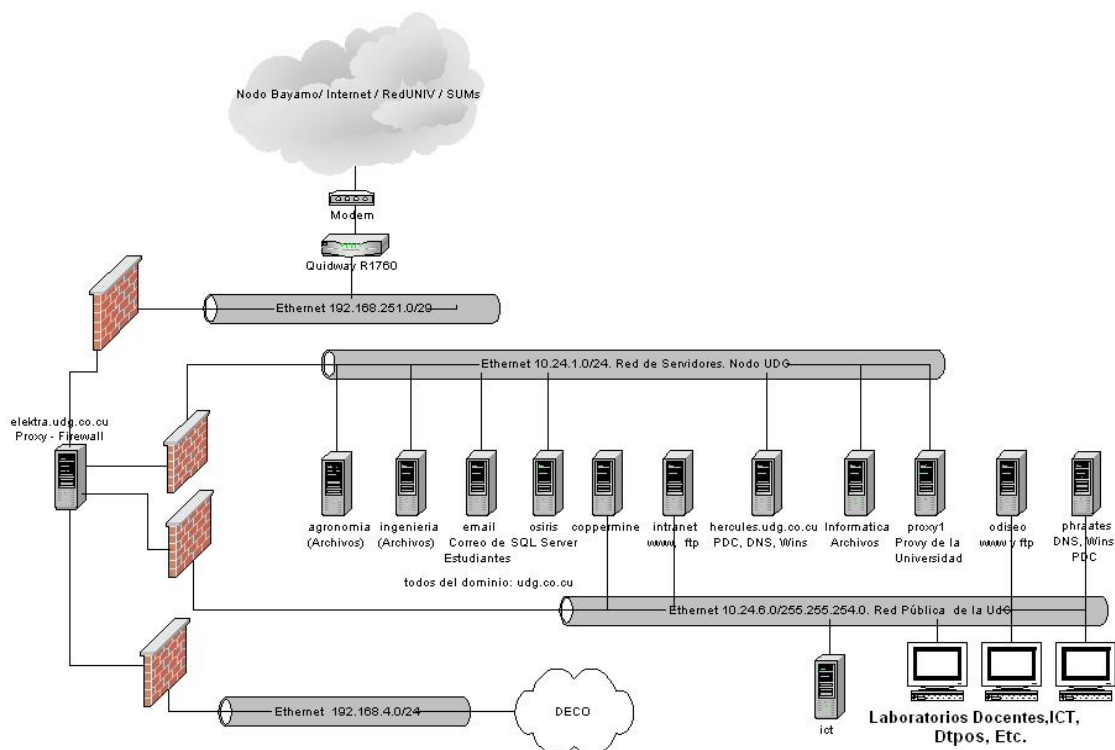 Nodo Bayamo/ Internet / RedUNIV / SUMs
Modem
Quidway R1760
Ethernet 192.168.251.0/29
Ethernet 10.24.1.0/24. Red de Servidores. Nodo UDG
elektra.udg.co.cu
Proxy - Firewall
agronomia
(Archivos)
ingenieria
(Archivos)
email
Correo de
Estudiantes
osiris
SQL Server
coppermine
intranet
www, ftp
hercules.udg.co.cu
PDC, DNS, Wins
Informatica
Archivos
proxy1
Provy de la
Universidad
odiseo
www y ftp
phraates
DNS, Wins
PDC
todos del dominio: udg.co.cu
Ethernet 10.24.6.0/255.255.254.0. Red Pública de la UdG
ict
Laboratorios Docentes,ICT,
Dtpos, Etc.
Ethernet 192.168.4.0/24
DECO